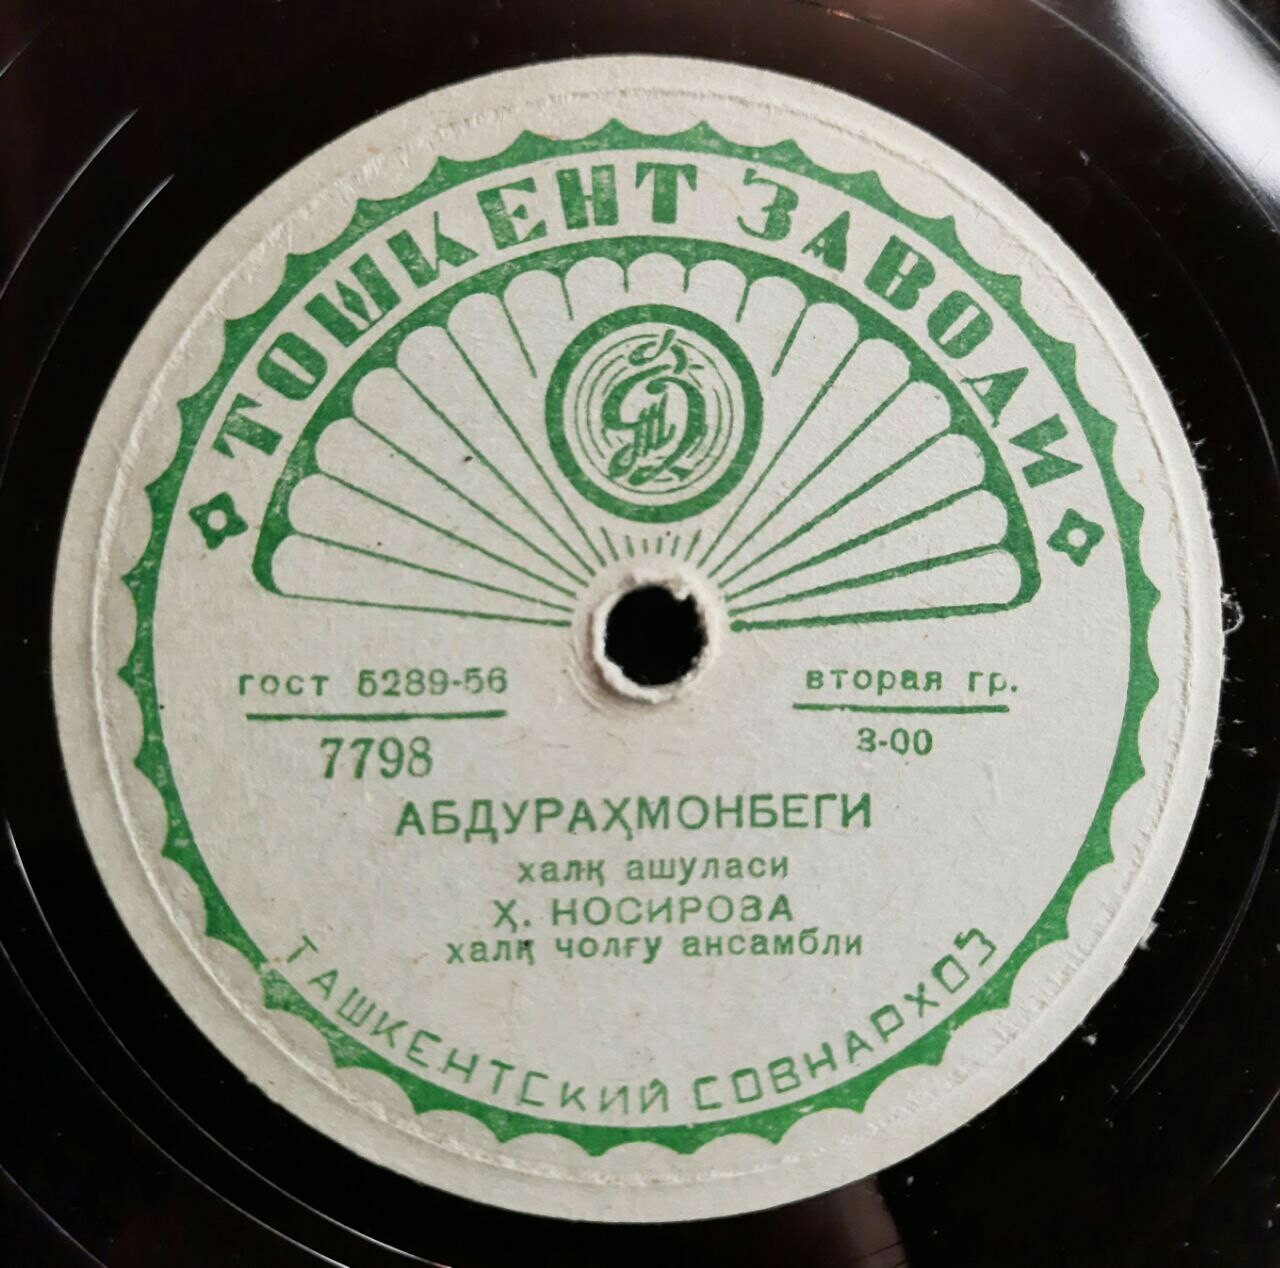 ТОШКЕНТ ЗАВОДИ
гост 5289-56
вторая гр.
7798
3-00
АБДУРАҲМОНБЕГИ
халқ ашуласи
Ҳ. НОСИРОВА
халқ чолғу ансамбли
ТАШКЕНТСКИЙ СОВНАРХОЗ